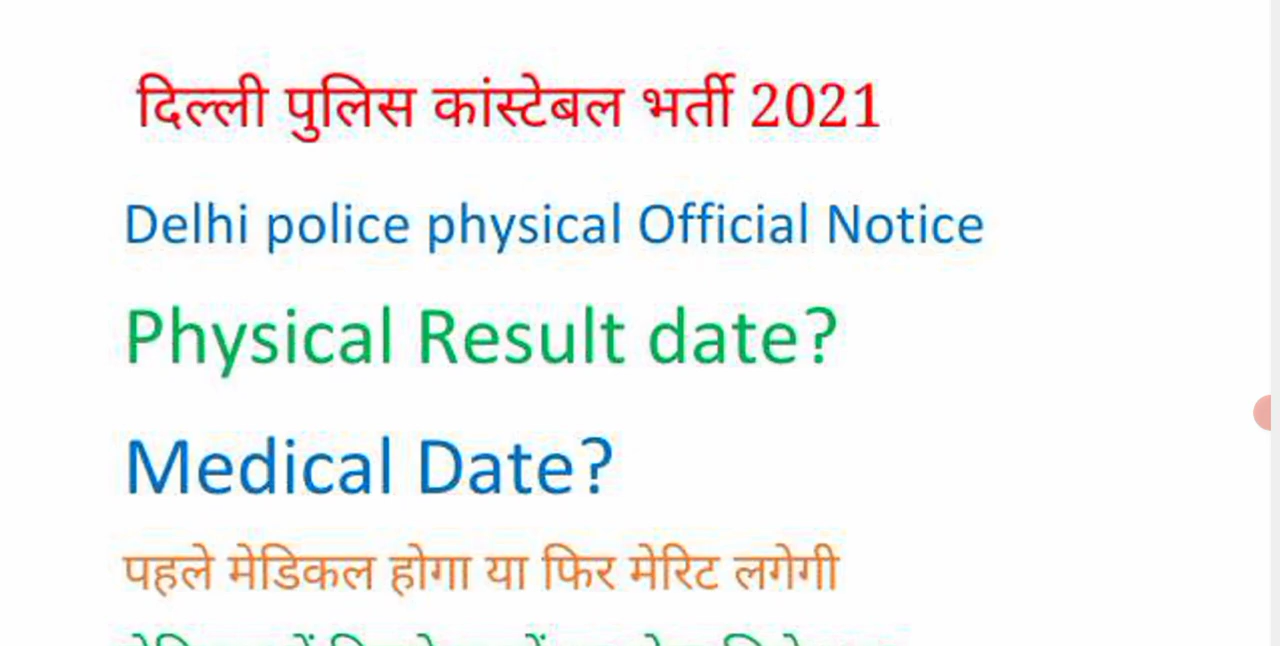 दिल्ली पुलिस कांस्टेबल भर्ती 2021
Delhi police physical Official Notice
Physical Result date?
Medical Date?
पहले मेडिकल होगा या फिर मेरिट लगेगी